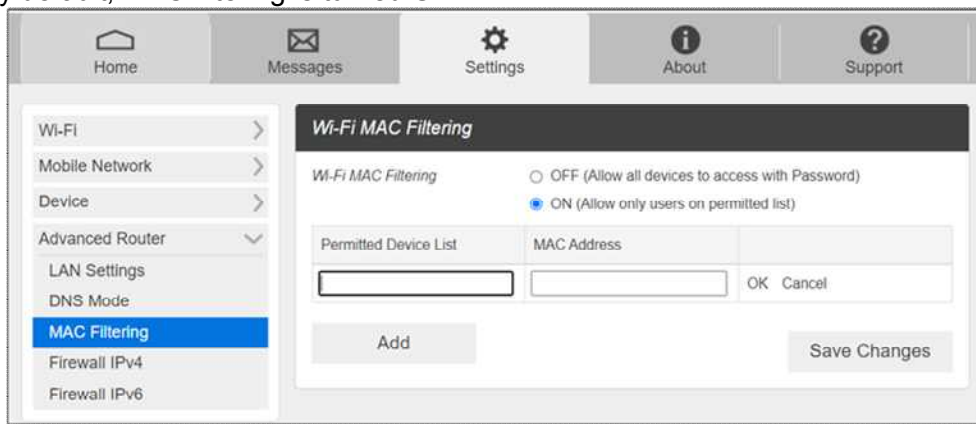 Home
Messages
Settings
About
Support
Wi-Fi
Mobile Network
Device
Advanced Router
LAN Settings
DNS Mode
MAC Filtering
Firewall IPv4
Firewall IPv6
Wi-Fi MAC Filtering
Wi-Fi MAC Filtering
OFF (Allow all devices to access with Password)
ON (Allow only users on permitted list)
Permitted Device List MAC Address
OK Cancel
Add
Save Changes